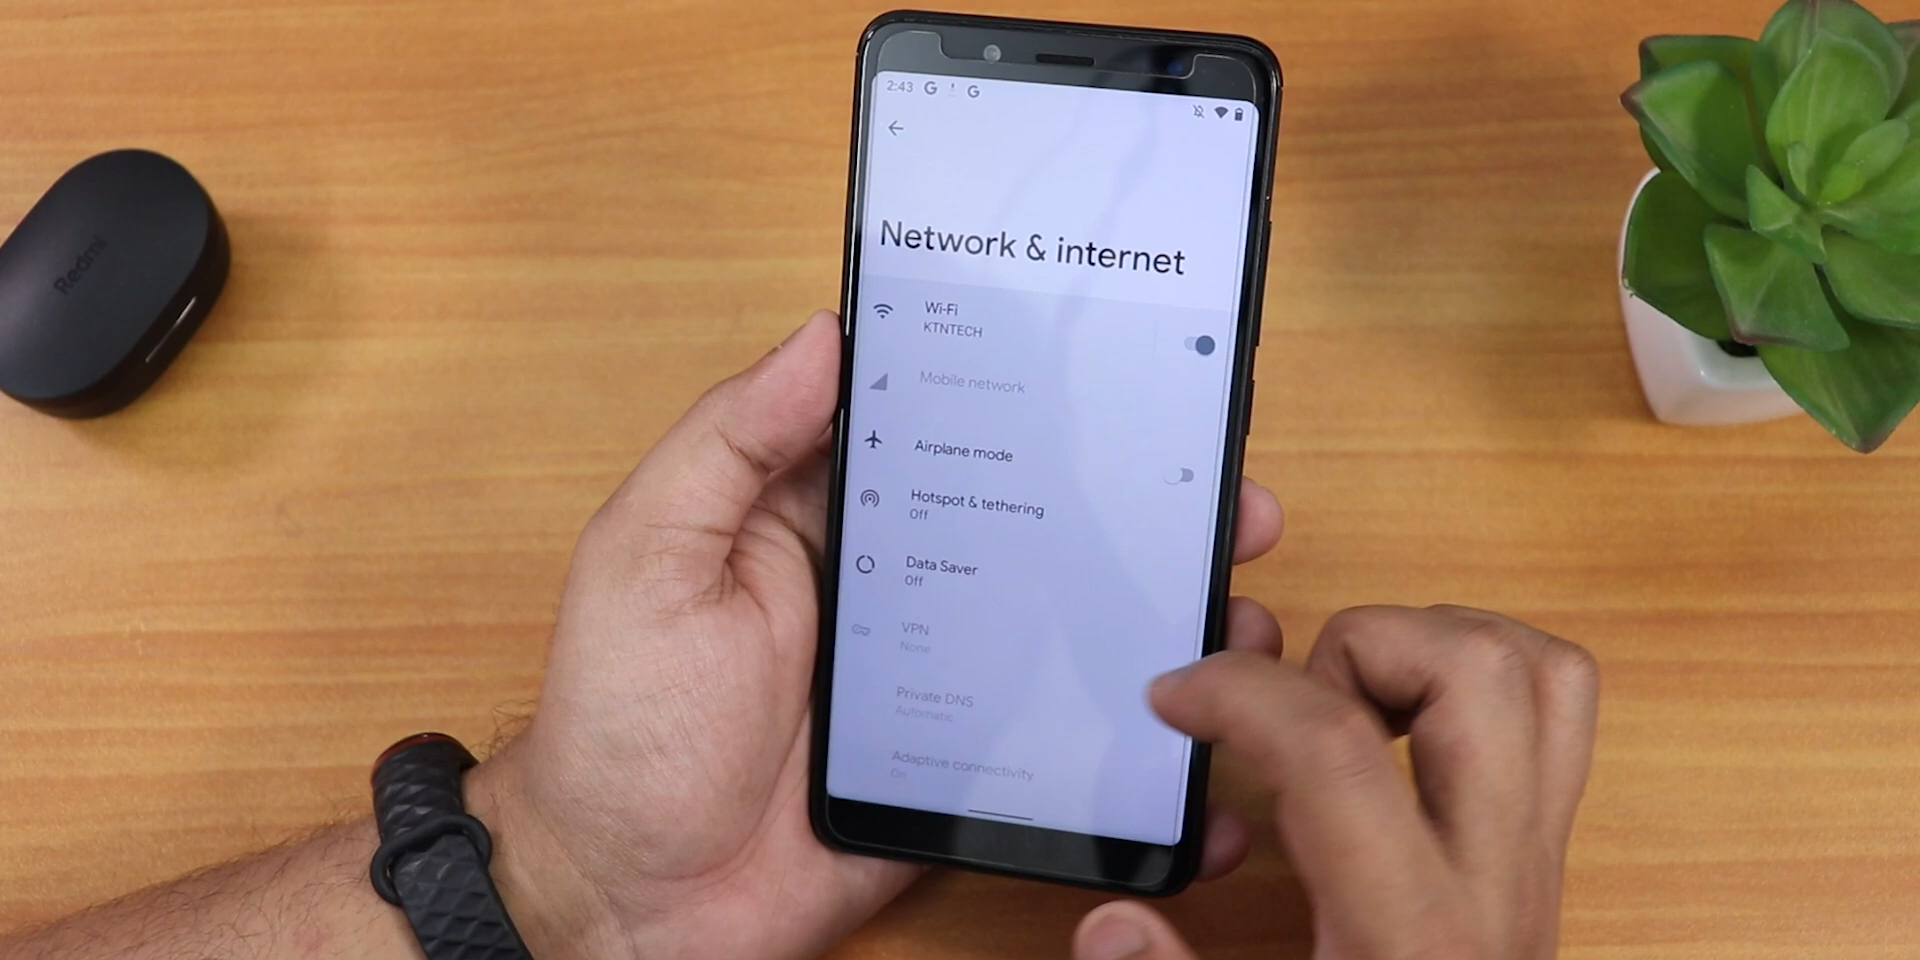 2:43 G G
Network & internet
Wi-Fi
KTNTECH
Mobile network
Airplane mode
Hotspot & tethering
Off
Data Saver
Off
VPN
None
Private DNS
Automatic
Adaptive connectivity
On
Redmi